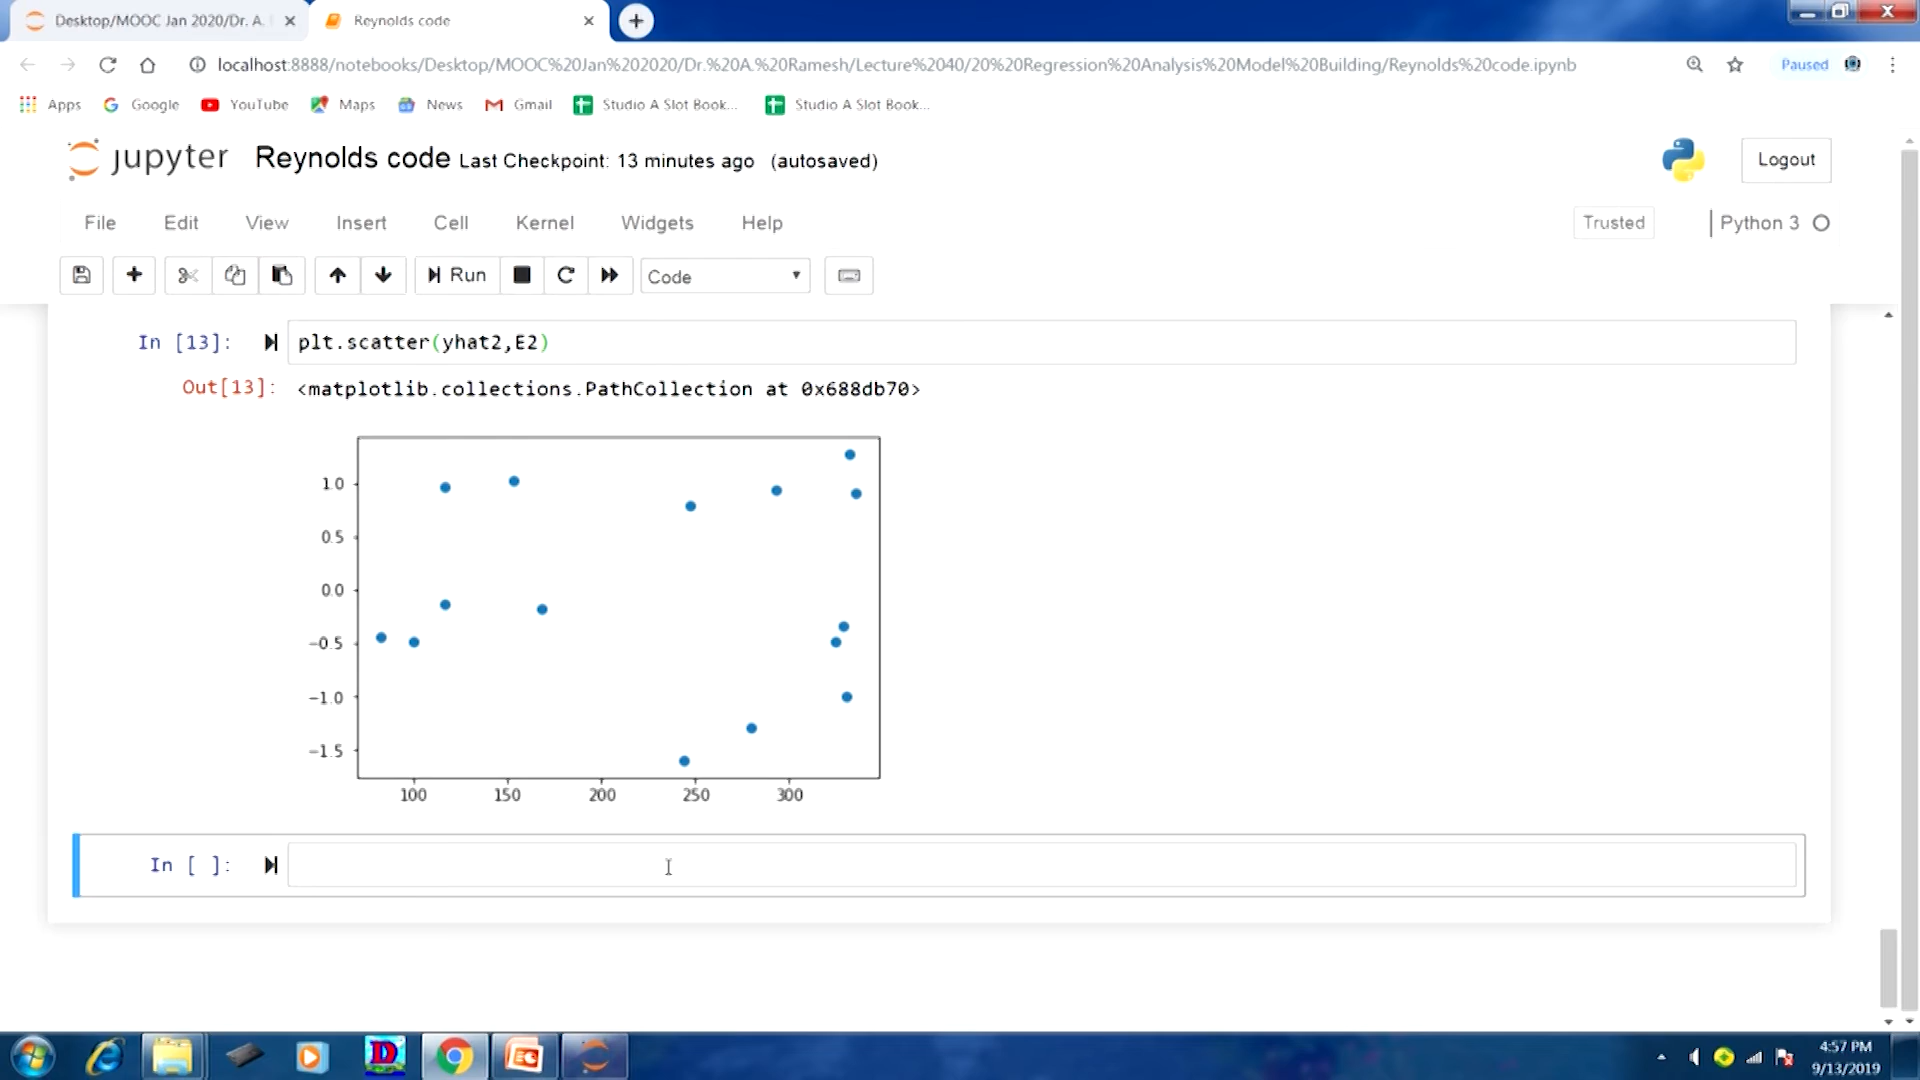 Desktop/MOOC Jan 2020/Dr. A.
Reynolds code
localhost:8888/notebooks/Desktop/MOOC%20Jan%202020/Dr.%20A.%20Ramesh/Lecture%2040/20%20Regression%20Analysis%20Model%20Building/Reynolds%20code.ipynb
Paused
Apps Google YouTube Maps News Gmail Studio A Slot Book... Studio A Slot Book...
jupyter Reynolds code Last Checkpoint: 13 minutes ago (autosaved)
Logout
File Edit View Insert Cell Kernel Widgets Help
Trusted
Python 3
Run
Code
In [13]: plt.scatter(yhat2,E2)
Out[13]: <matplotlib.collections.PathCollection at 0x688db70>
1.0
0.5
0.0
−0.5
−1.0
−1.5
100 150 200 250 300
In [ ]:
4:57 PM
9/13/2019